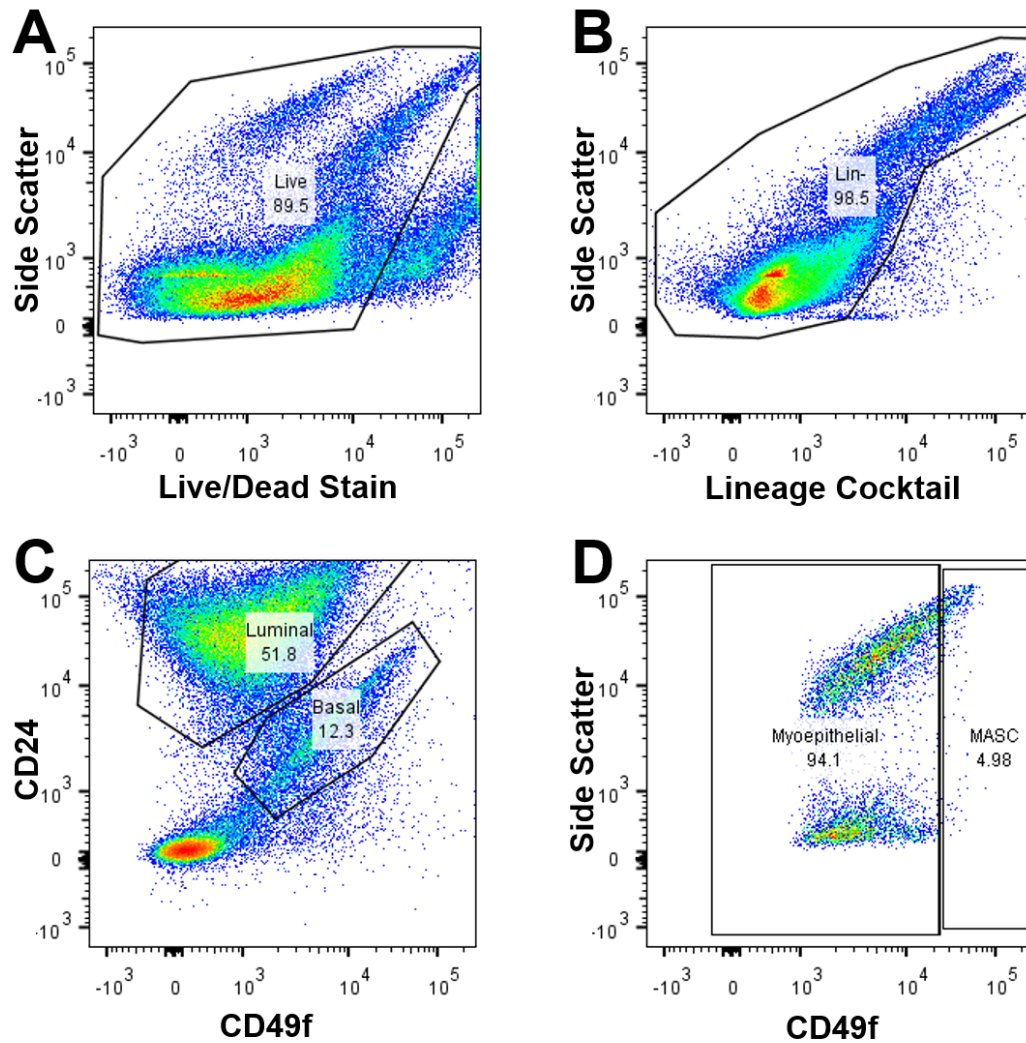 A
Side Scatter
10^5
10^4
10^3
0
-10^3
Live
89.5
-10^3 0 10^3 10^4 10^5
Live/Dead Stain
B
Side Scatter
10^5
10^4
10^3
0
-10^3
Lin-
98.5
-10^3 0 10^3 10^4 10^5
Lineage Cocktail
C
CD24
10^5
10^4
10^3
0
-10^3
Luminal
51.8
Basal
12.3
-10^3 0 10^3 10^4 10^5
CD49f
D
Side Scatter
10^5
10^4
10^3
0
-10^3
Myoepithelial
94.1
MASC
4.98
-10^3 0 10^3 10^4 10^5
CD49f